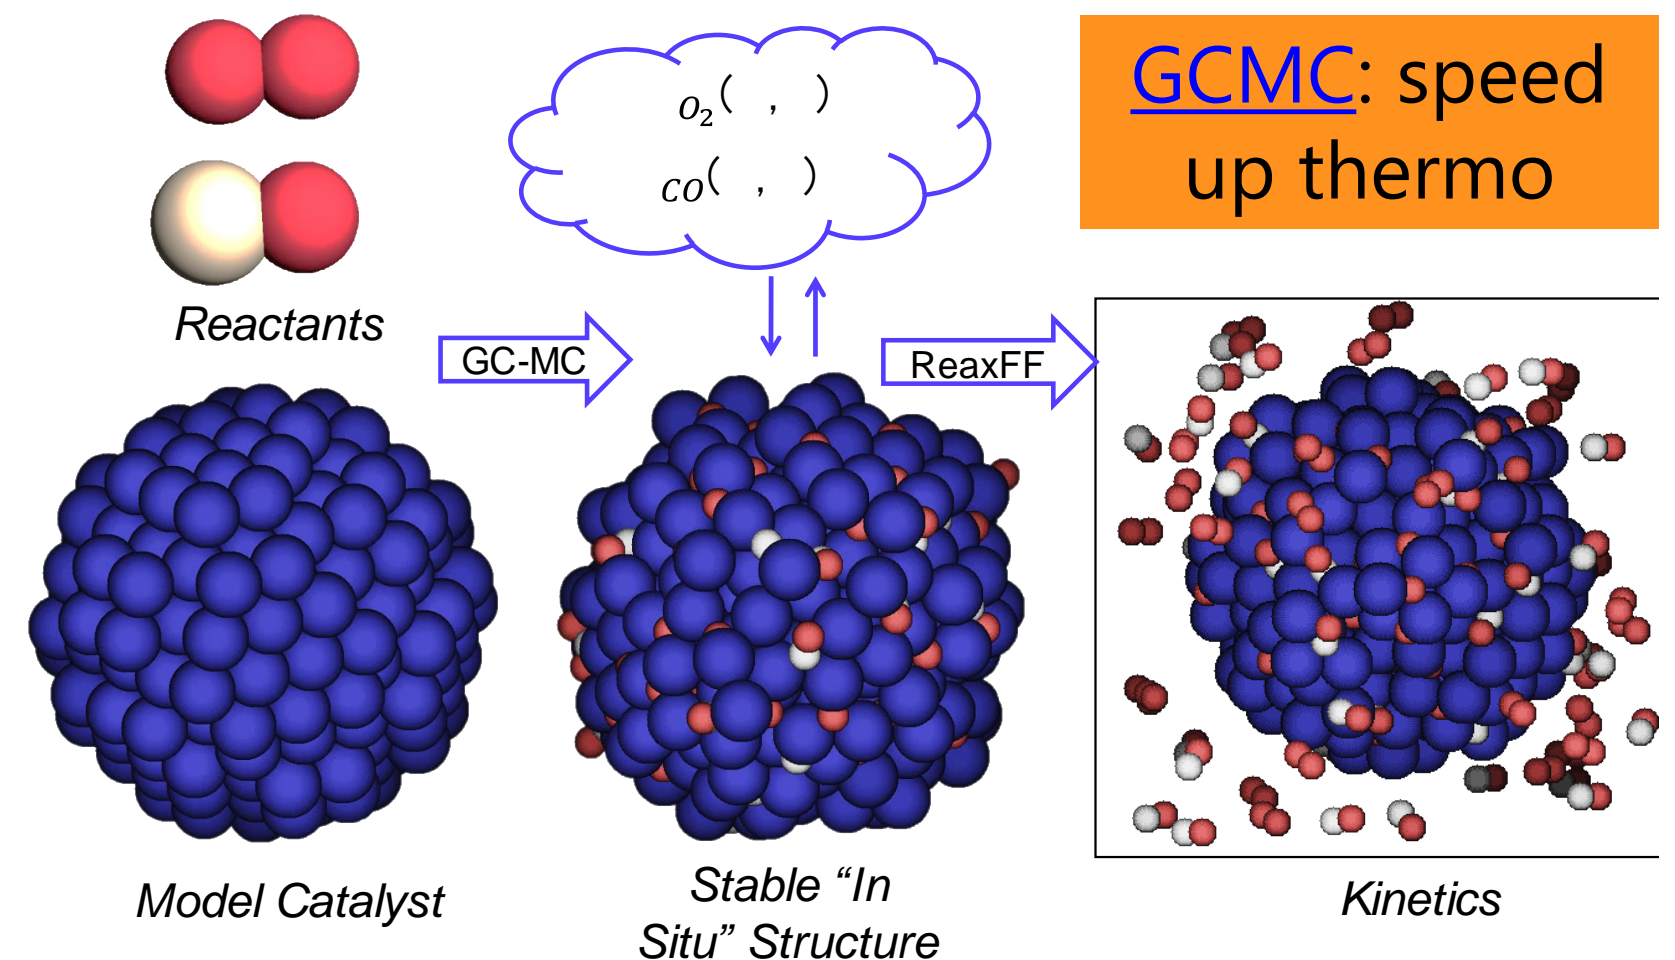 GCMC: speed
up thermo
O₂( , )
CO( , )
Reactants
GC-MC
ReaxFF
Model Catalyst
Stable “In
Situ” Structure
Kinetics